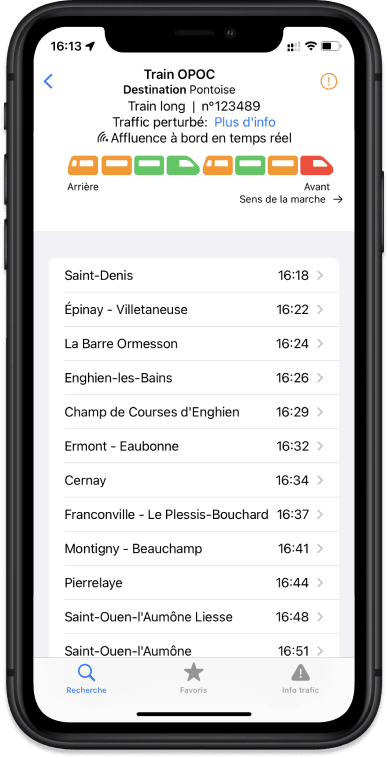 16:13
Train OPOC
Destination Pontoise
Train long | n°123489
Traffic perturbé: Plus d'info
Affluence à bord en temps réel
Arrière Avant
Sens de la marche →
Saint-Denis 16:18
Épinay - Villetaneuse 16:22
La Barre Ormesson 16:24
Enghien-les-Bains 16:26
Champ de Courses d'Enghien 16:29
Ermont - Eaubonne 16:32
Cernay 16:34
Franconville - Le Plessis-Bouchard 16:37
Montigny - Beauchamp 16:41
Pierrelaye 16:44
Saint-Ouen-l'Aumône Liesse 16:48
Saint-Ouen-l'Aumône 16:51
Recherche Favoris Info trafic